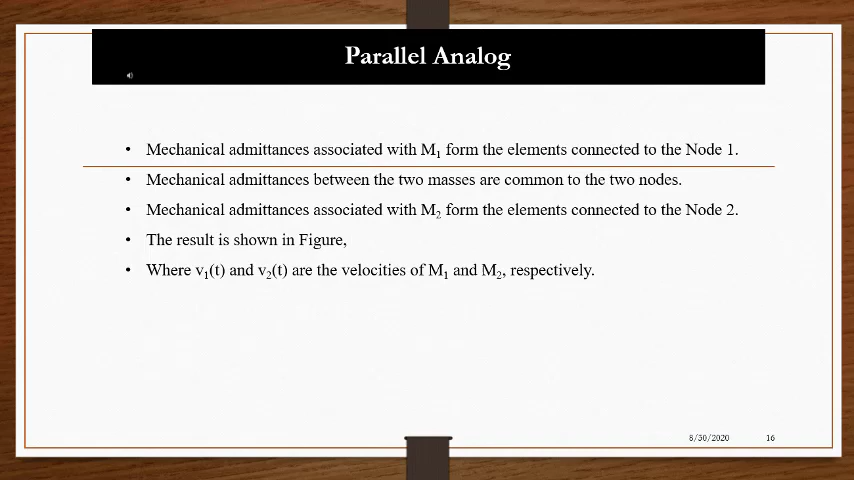 Parallel Analog
• Mechanical admittances associated with M₁ form the elements connected to the Node 1.
• Mechanical admittances between the two masses are common to the two nodes.
• Mechanical admittances associated with M₂ form the elements connected to the Node 2.
• The result is shown in Figure,
• Where v₁(t) and v₂(t) are the velocities of M₁ and M₂, respectively.
8/30/2020 16